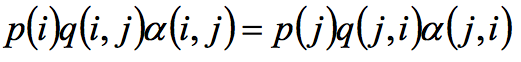 p(i)q(i, j)α(i, j) = p(j)q(j,i)α(j,i)